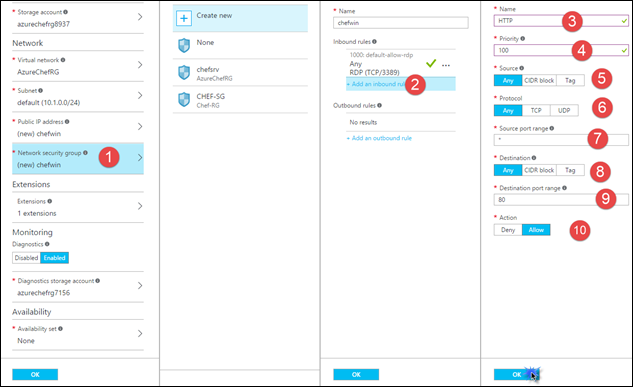 * Storage account
azurechefrg8937
Network
* Virtual network
AzureChefRG
* Subnet
default (10.1.0.0/24)
* Public IP address
(new) chefwin
* Network security group
(new) chefwin
1
Extensions
Extensions
1 extensions
Monitoring
Diagnostics
Disabled Enabled
* Diagnostics storage account
azurechefrg7156
Availability
* Availability set
None
OK
Create new
None
chefsrv
AzureChefRG
CHEF-SG
Chef-RG
* Name
chefwin
Inbound rules
1000: default-allow-rdp
Any
RDP (TCP/3389)
...
+ Add an inbound rule
2
Outbound rules
No results
+ Add an outbound rule
OK
* Name
HTTP
3
* Priority
100
4
* Source
Any CIDR block Tag
5
* Protocol
Any TCP UDP
6
* Source port range
*
7
* Destination
Any CIDR block Tag
8
* Destination port range
80
9
* Action
Deny Allow
10
OK